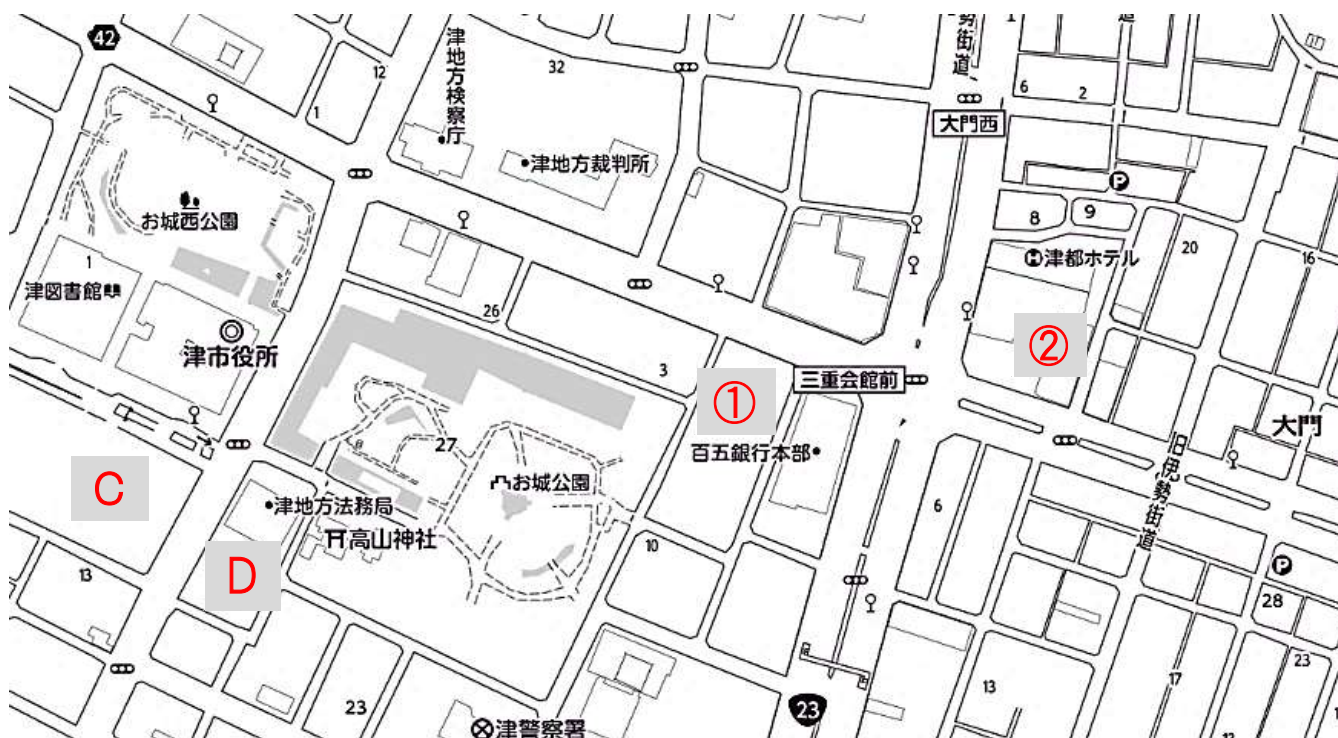 42
津地方検察庁
勢街道
道
12
32
6
2
1
大門西
津地方裁判所
P
お城西公園
8
9
20
H津都ホテル
16
1
津図書館
26
津市役所
3
①
②
三重会館前
大門
27
百五銀行本部
お城公園
旧伊勢街道
C
津地方法務局
6
高山神社
10
D
P
13
28
23
17
13
23
23
津警察署